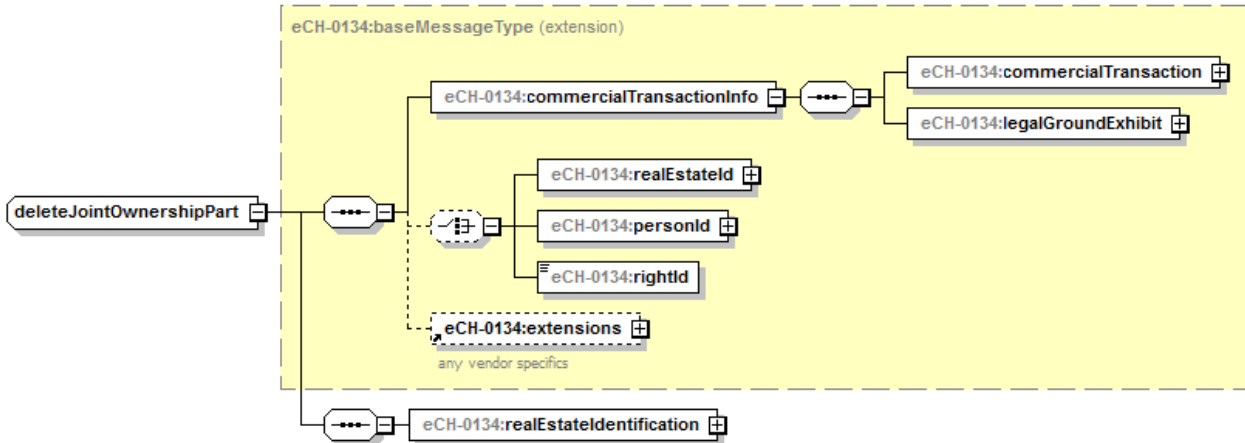 eCH-0134:baseMessageType (extension)
eCH-0134:commercialTransaction
eCH-0134:commercialTransactionInfo
eCH-0134:legalGroundExhibit
eCH-0134:realEstateId
deleteJointOwnershipPart
eCH-0134:personId
eCH-0134:rightId
eCH-0134:extensions
any vendor specifics
eCH-0134:realEstateIdentification